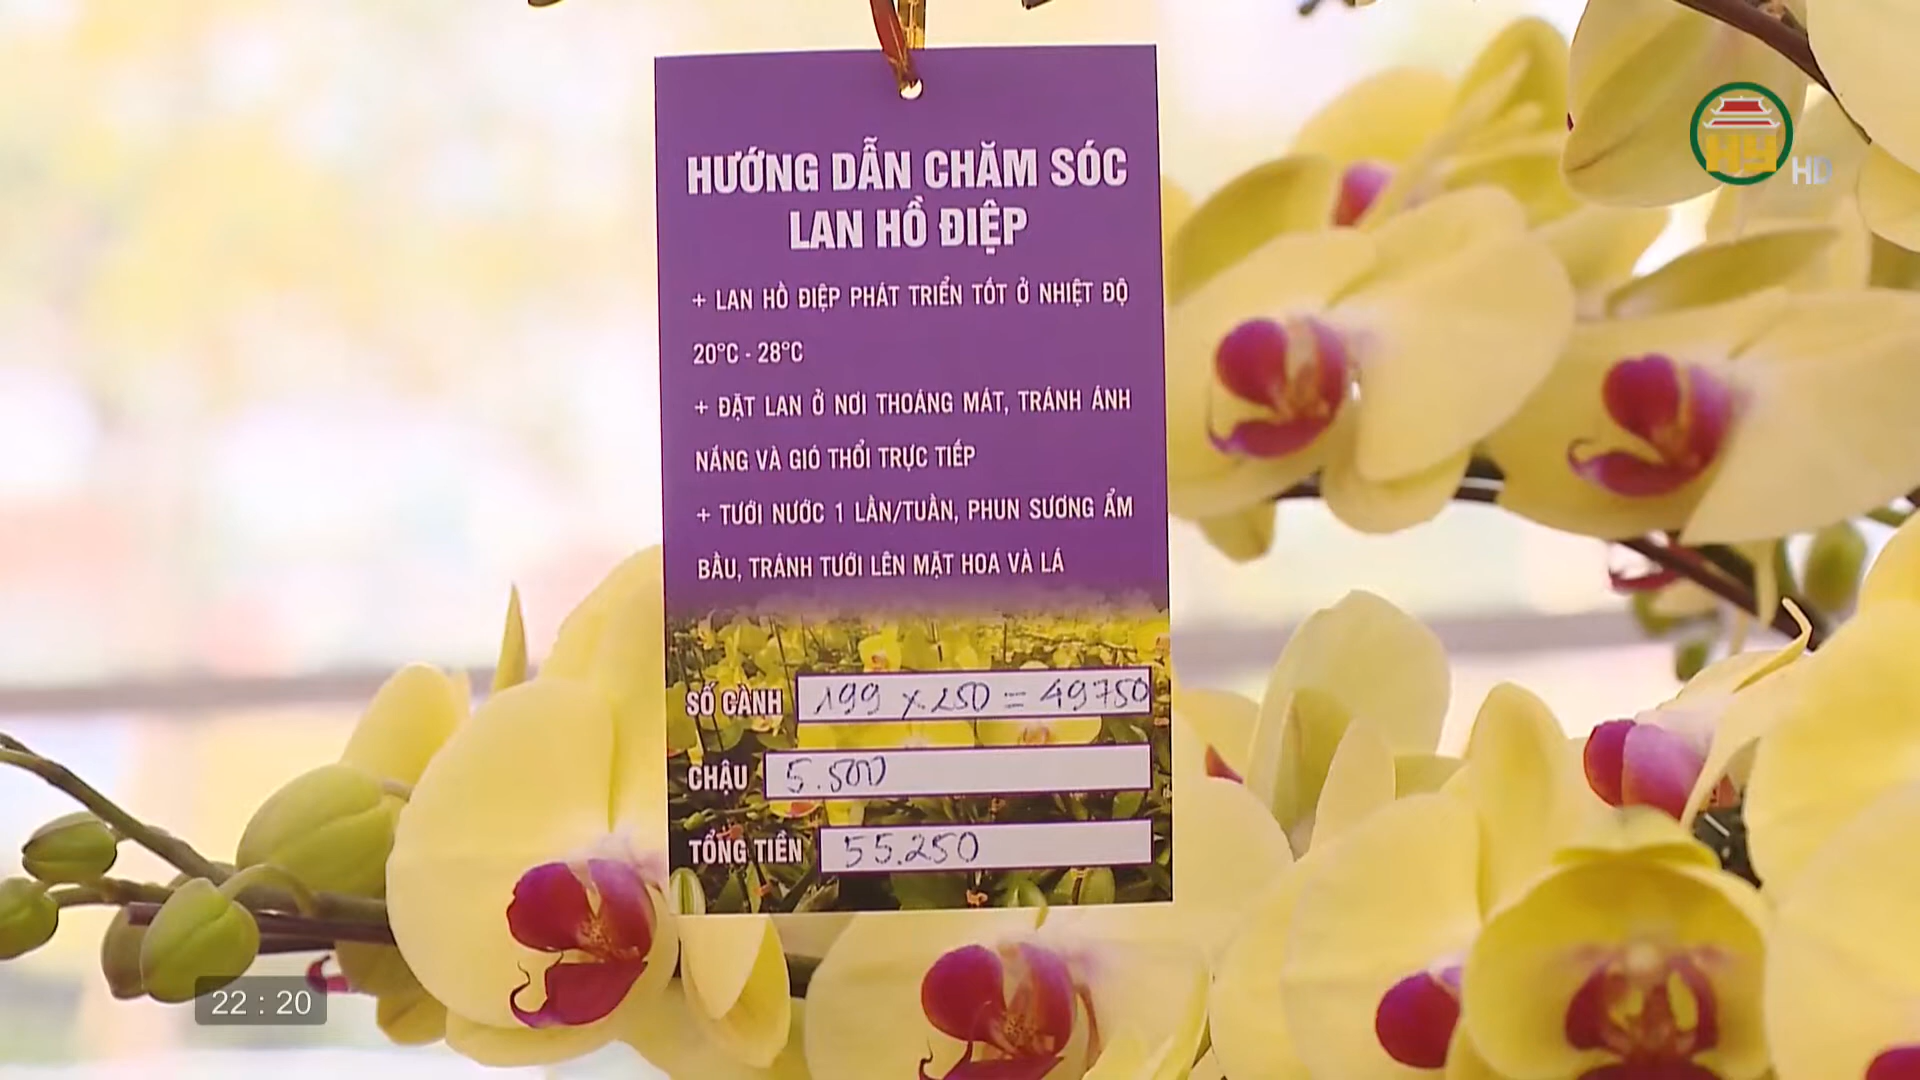 HƯỚNG DẪN CHĂM SÓC
LAN HỒ ĐIỆP
+ LAN HỒ ĐIỆP PHÁT TRIỂN TỐT Ở NHIỆT ĐỘ
20°C - 28°C
+ ĐẶT LAN Ở NƠI THOÁNG MÁT, TRÁNH ÁNH
NẮNG VÀ GIÓ THỔI TRỰC TIẾP
+ TƯỚI NƯỚC 1 LẦN/TUẦN, PHUN SƯƠNG ẨM
BẦU, TRÁNH TƯỚI LÊN MẶT HOA VÀ LÁ
SỐ CÀNH 199 x 250 = 49750
CHẬU 5.500
TỔNG TIỀN 55.250
HY HD
22 : 20